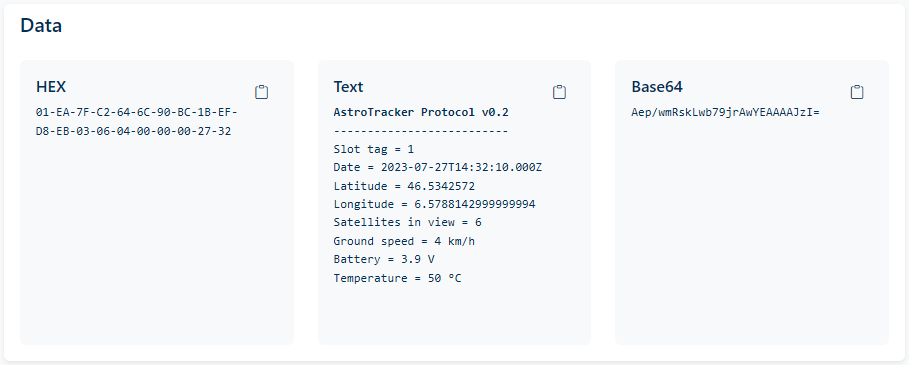 Data
HEX
01-EA-7F-C2-64-6C-90-BC-1B-EF-
D8-EB-03-06-04-00-00-00-27-32
Text
AstroTracker Protocol v0.2
--------------------------
Slot tag = 1
Date = 2023-07-27T14:32:10.000Z
Latitude = 46.5342572
Longitude = 6.5788142999999994
Satellites in view = 6
Ground speed = 4 km/h
Battery = 3.9 V
Temperature = 50 °C
Base64
Aep/wmRskLwb79jrAwYEAAAAJzI=